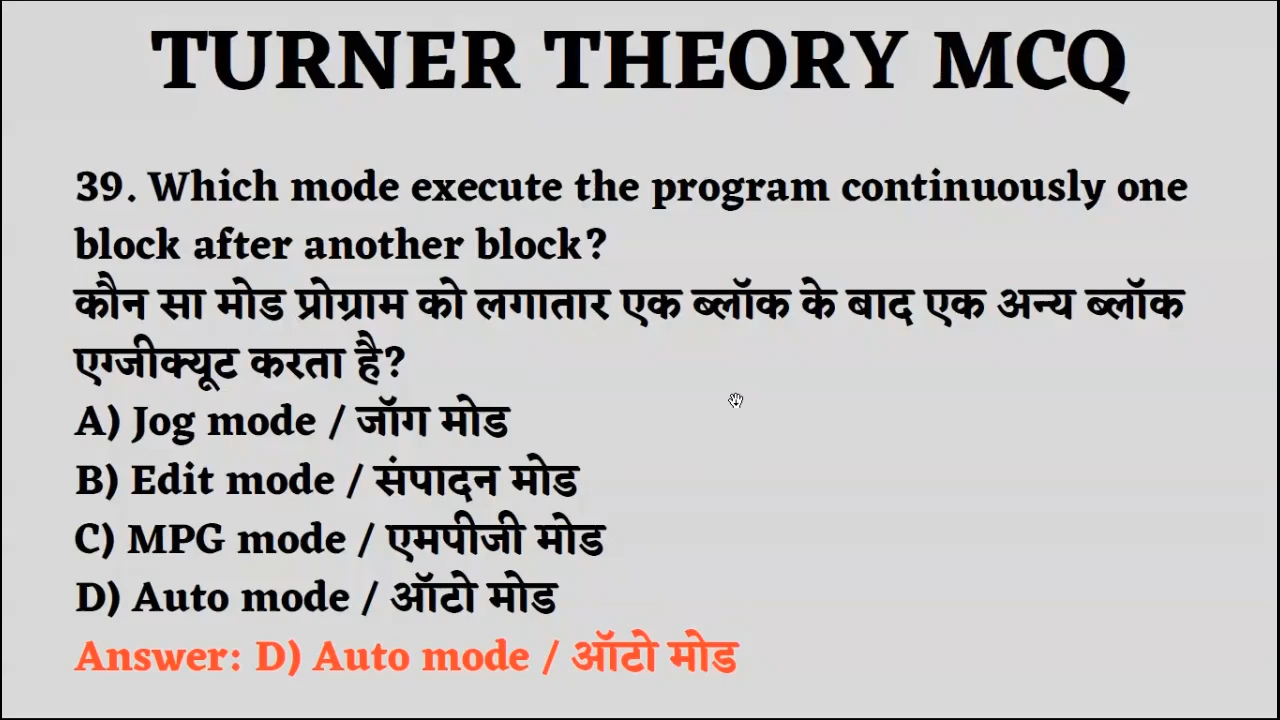 TURNER THEORY MCQ
39. Which mode execute the program continuously one
block after another block?
कौन सा मोड प्रोग्राम को लगातार एक ब्लॉक के बाद एक अन्य ब्लॉक
एग्जीक्यूट करता है?
A) Jog mode / जॉग मोड
B) Edit mode / संपादन मोड
C) MPG mode / एमपीजी मोड
D) Auto mode / ऑटो मोड
Answer: D) Auto mode / ऑटो मोड